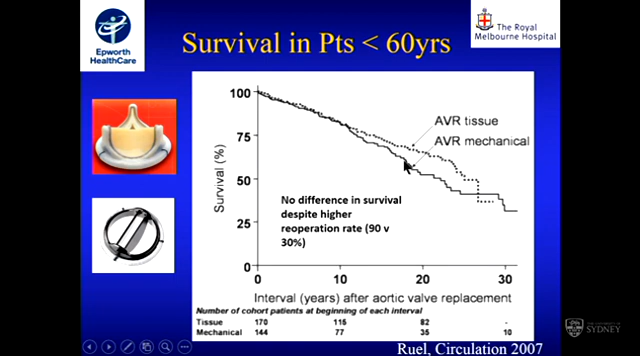 Epworth
HealthCare
Survival in Pts < 60yrs
The Royal
Melbourne Hospital
100
75
50
25
0
Survival (%)
AVR tissue
AVR mechanical
No difference in survival
despite higher
reoperation rate (90 v
30%)
0 10 20 30
Interval (years) after aortic valve replacement
Number of cohort patients at beginning of each interval
Tissue 170 115 82 -
Mechanical 144 77 35 10
Ruel, Circulation 2007
SYDNEY